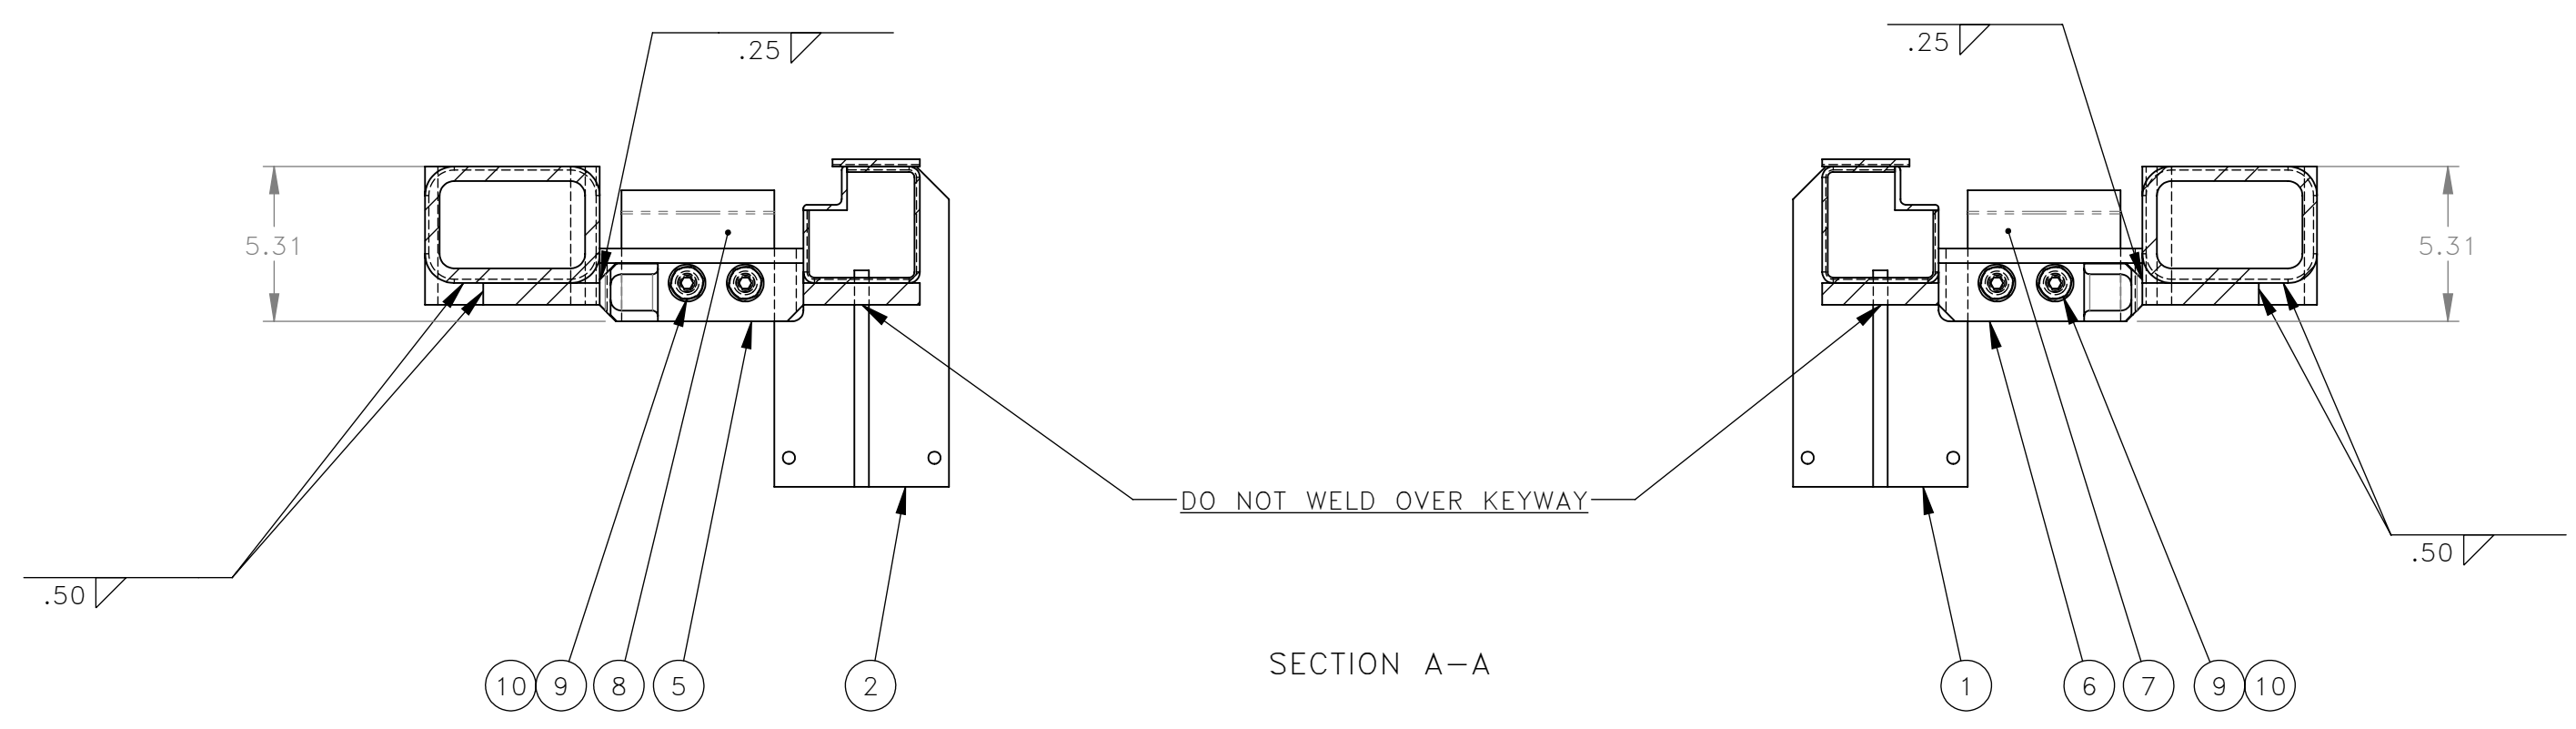 .25
.25
5.31
5.31
DO NOT WELD OVER KEYWAY
.50
.50
SECTION A-A
10 9 8 5 2 1 6 7 9 10